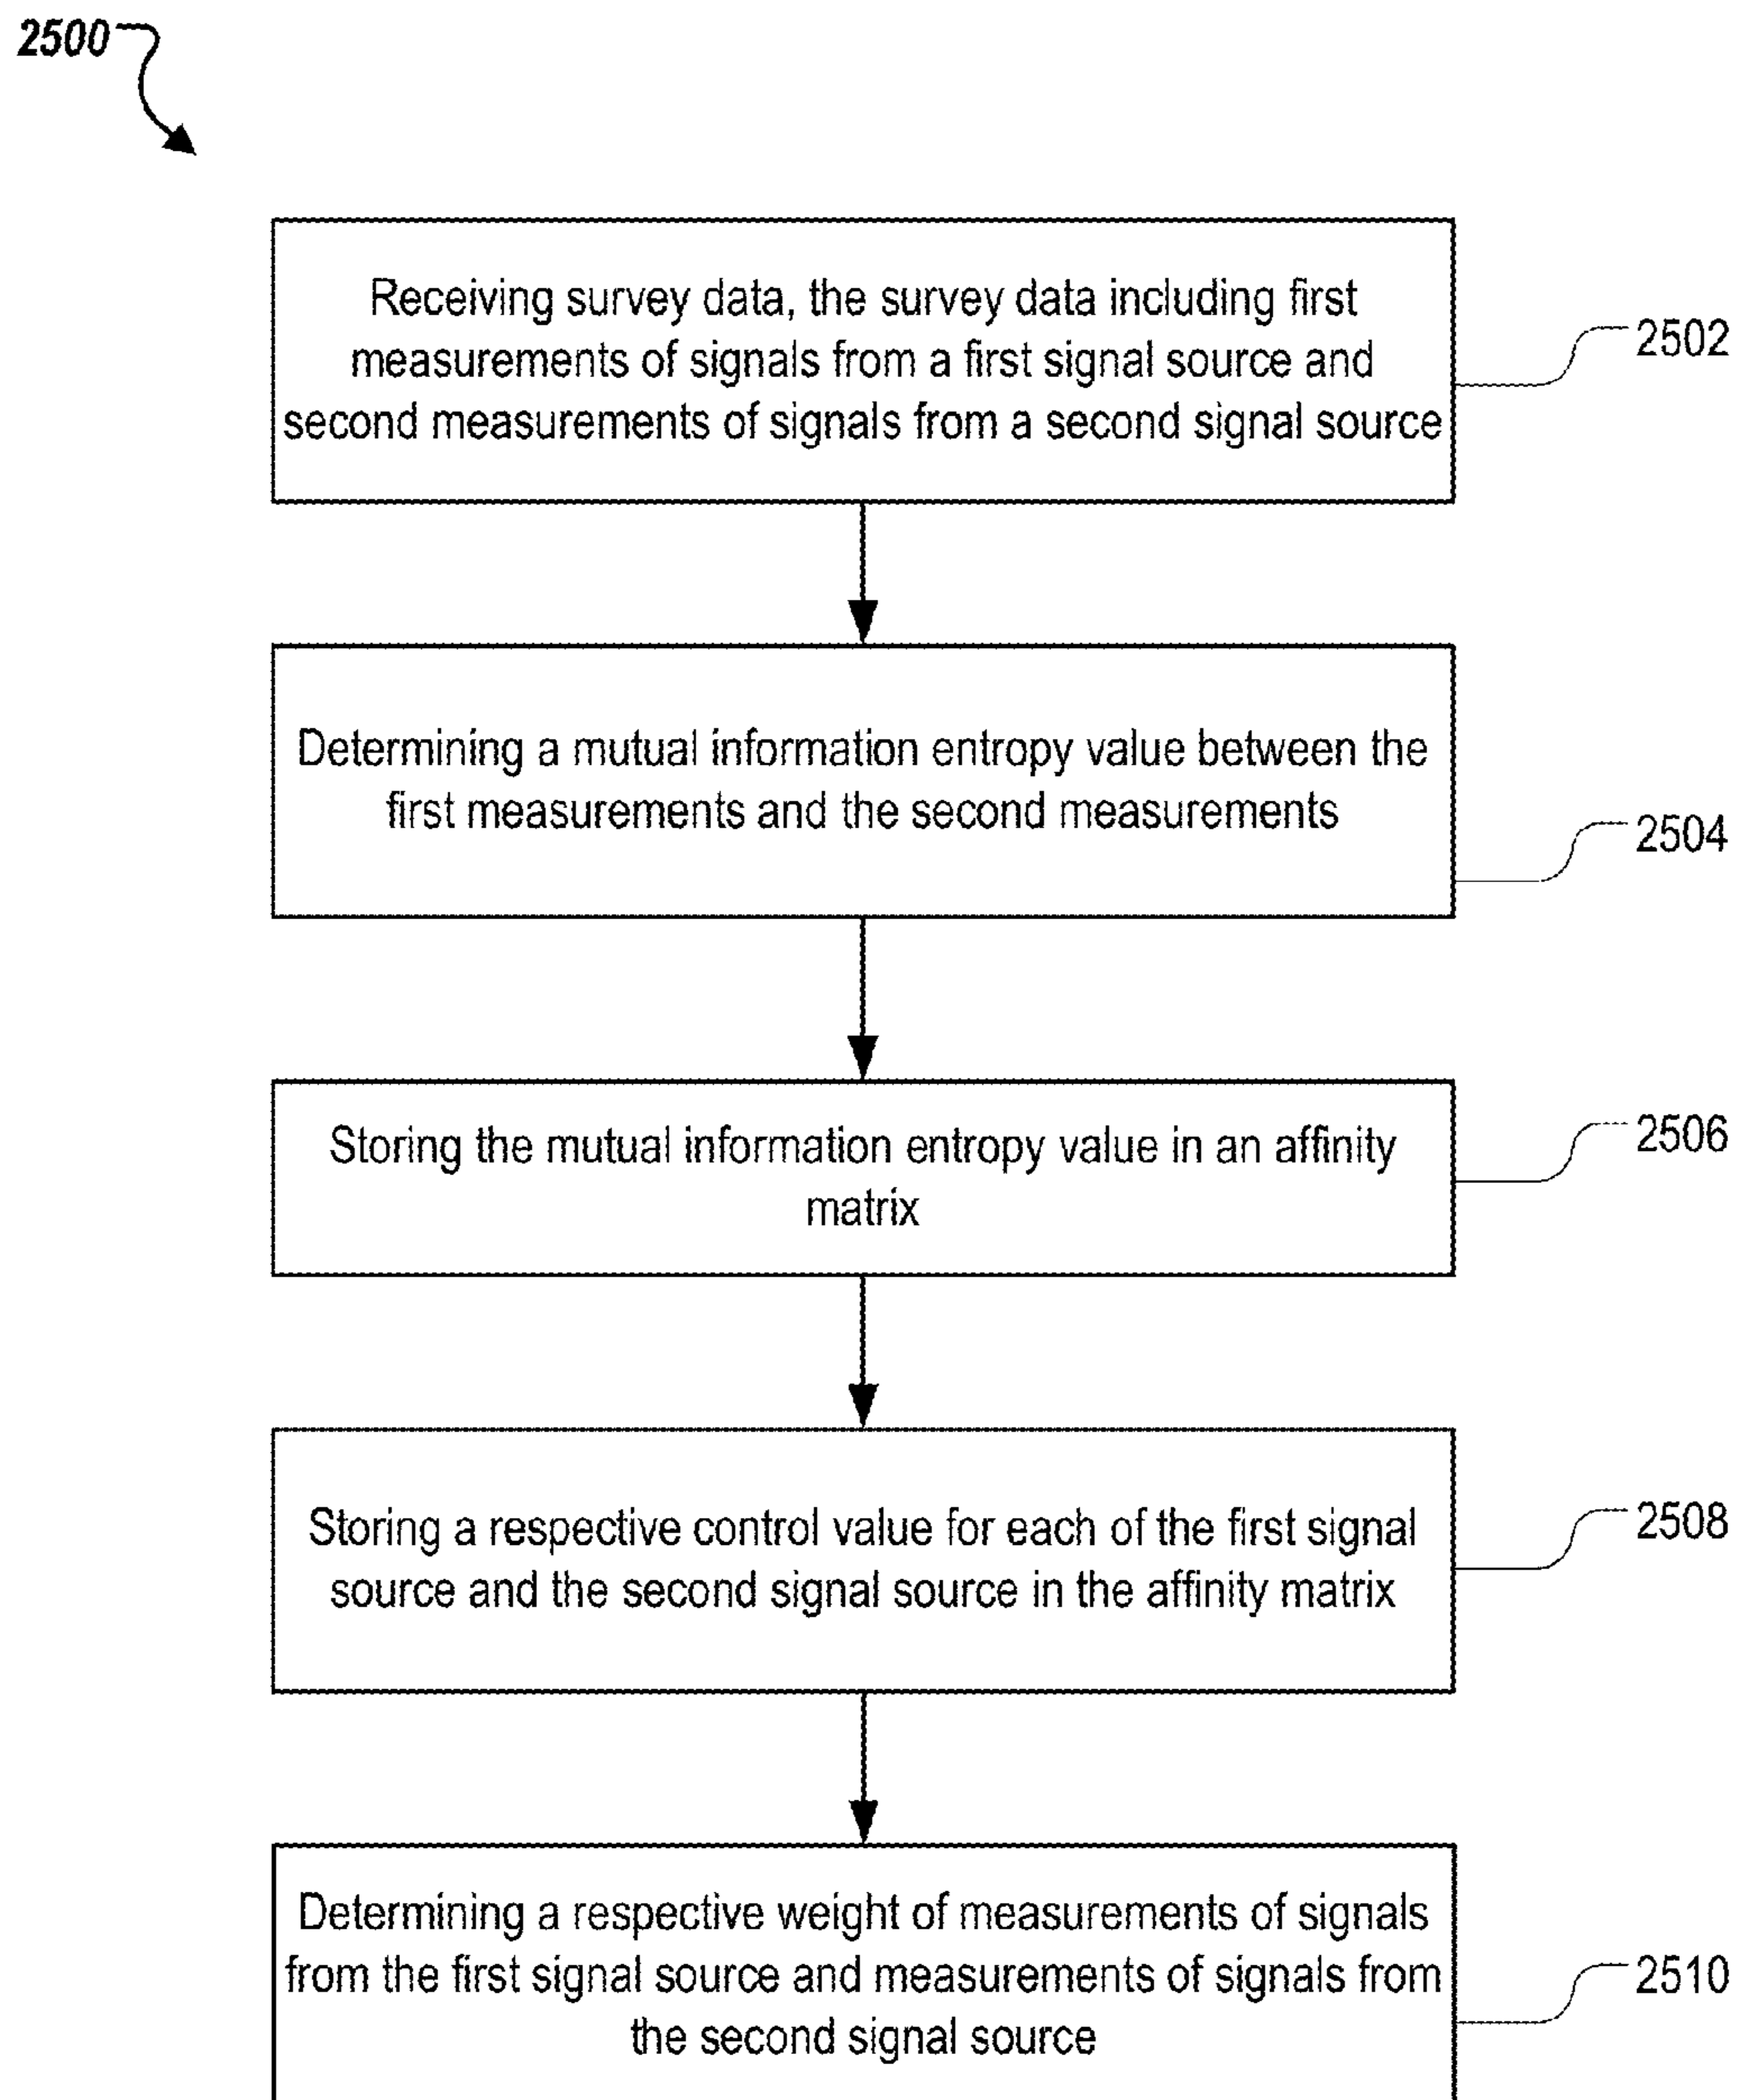 2500
Receiving survey data, the survey data including first
measurements of signals from a first signal source and
second measurements of signals from a second signal source
2502
Determining a mutual information entropy value between the
first measurements and the second measurements
2504
Storing the mutual information entropy value in an affinity
matrix
2506
Storing a respective control value for each of the first signal
source and the second signal source in the affinity matrix
2508
Determining a respective weight of measurements of signals
from the first signal source and measurements of signals from
the second signal source
2510